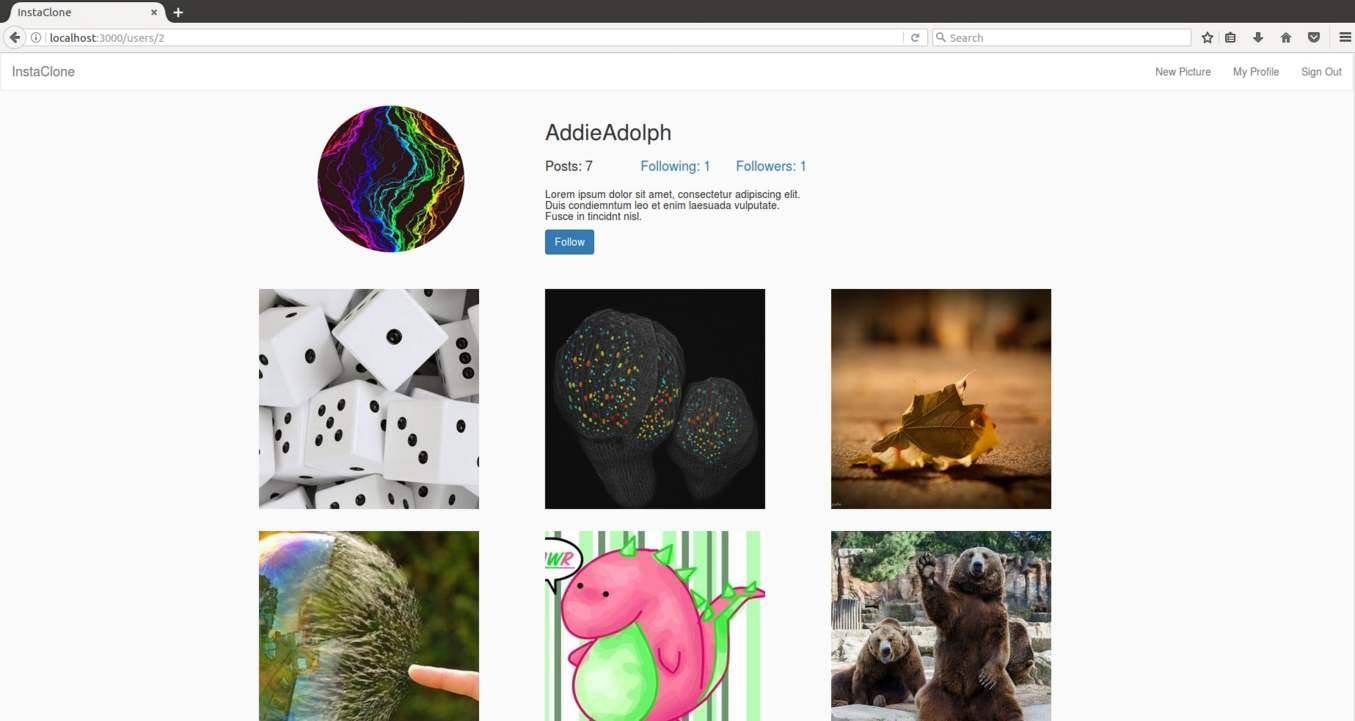 InstaClone
localhost:3000/users/2
Search
InstaClone
New Picture My Profile Sign Out
AddieAdolph
Posts: 7 Following: 1 Followers: 1
Lorem ipsum dolor sit amet, consectetur adipiscing elit.
Duis condiemntum leo et enim laesuada vulputate.
Fusce in tincidnt nisl.
Follow